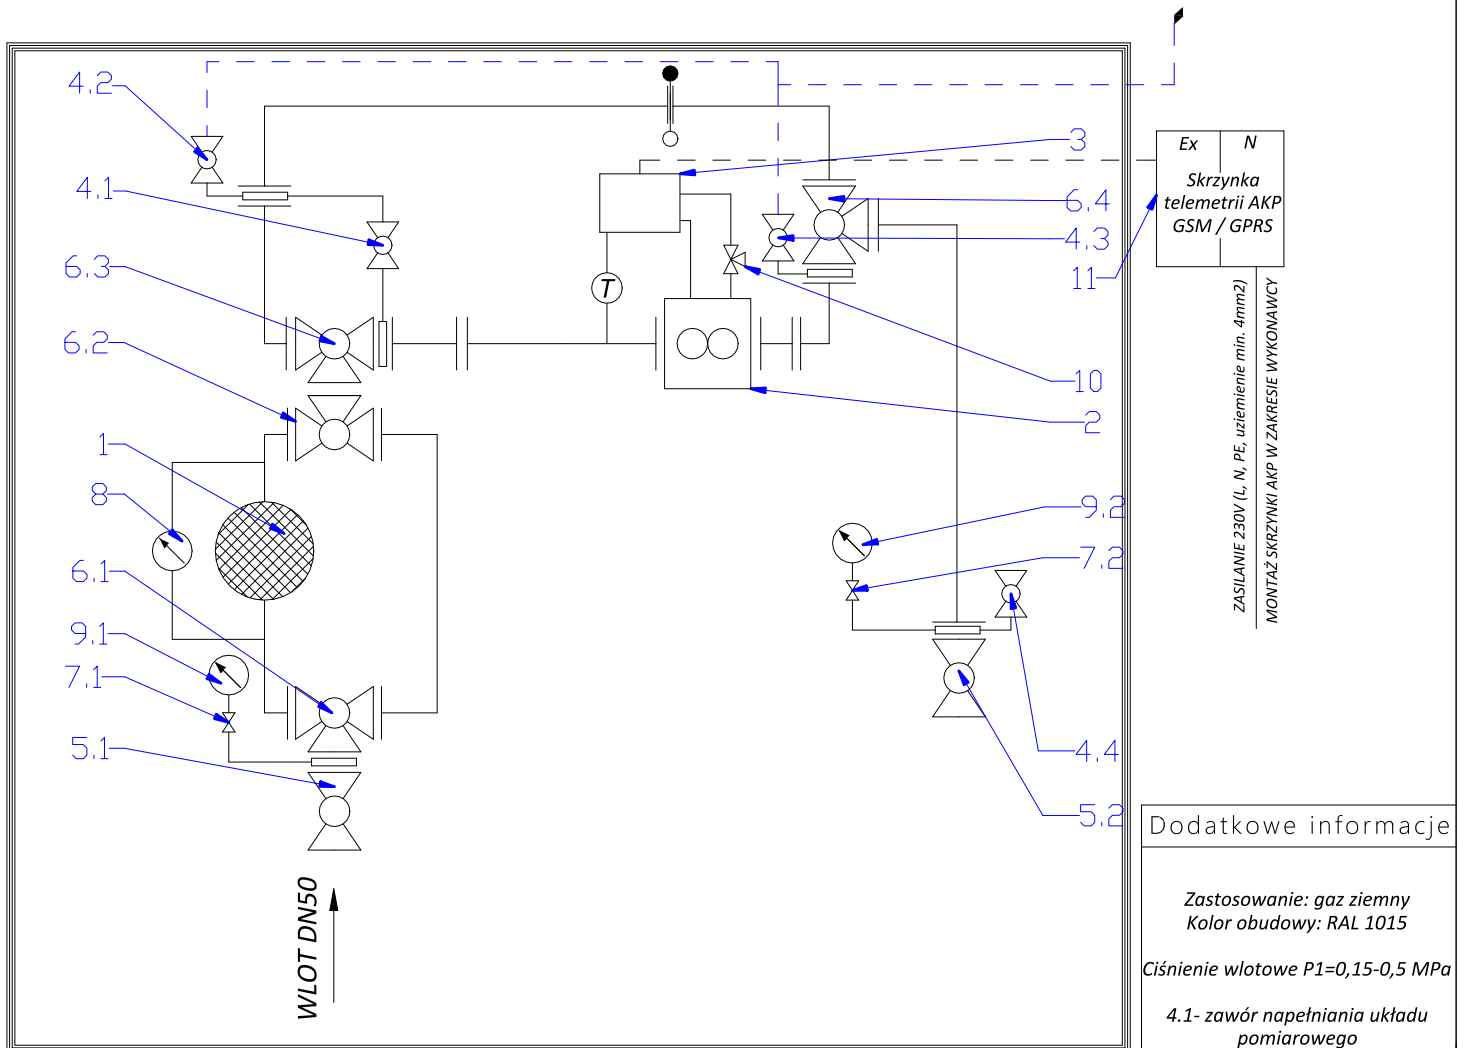 4.2
4.1
6.3
6.2
1
8
6.1
9.1
7.1
5.1
WLOT DN50
T
3
6.4
4.3
11
10
2
9.2
7.2
4.4
5.2
Ex N
Skrzynka
telemetrii AKP
GSM / GPRS
ZASILANIE 230V (L, N, PE, uziemienie min. 4mm2)
MONTAŻ SKRZYNKI AKP W ZAKRESIE WYKONAWCY
Dodatkowe informacje
Zastosowanie: gaz ziemny
Kolor obudowy: RAL 1015
Ciśnienie wlotowe P1=0,15-0,5 MPa
4.1- zawór napełniania układu
pomiarowego